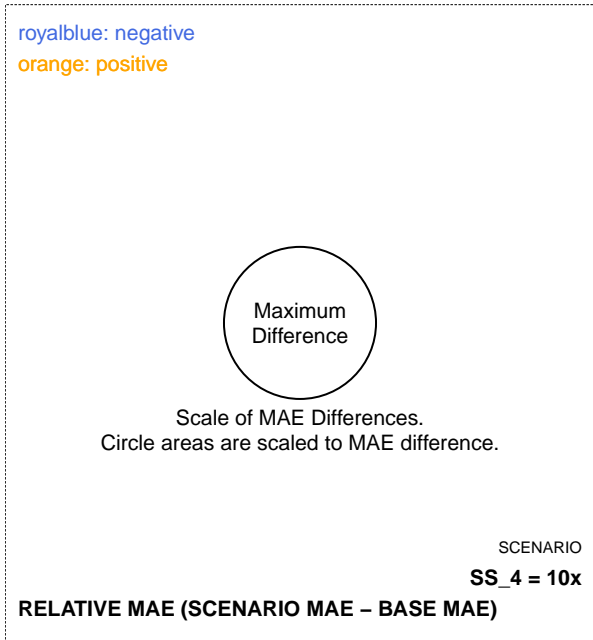 royalblue: negative
orange: positive
Maximum
Difference
Scale of MAE Differences.
Circle areas are scaled to MAE difference.
SCENARIO
SS_4 = 10x
RELATIVE MAE (SCENARIO MAE – BASE MAE)